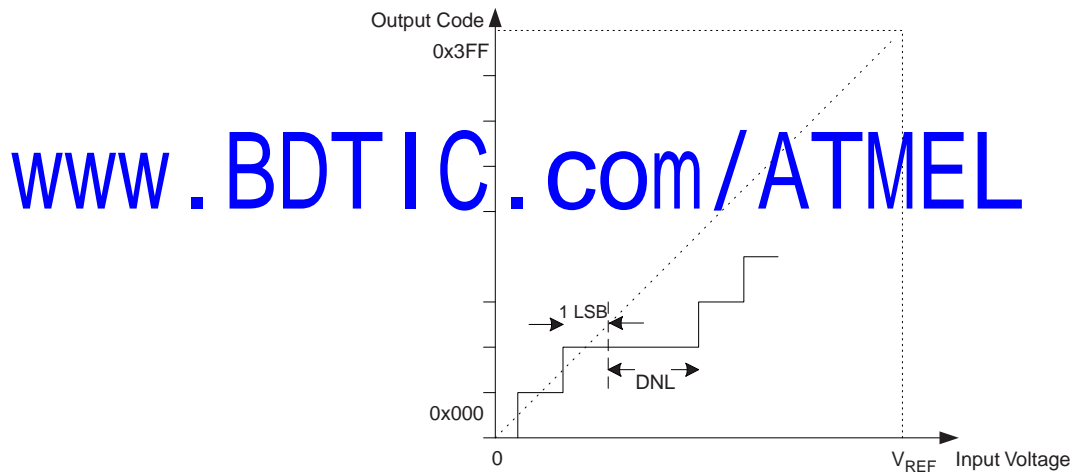 Output Code
0x3FF
www.BDTIC.com/ATMEL
1 LSB
DNL
0x000
0
VREF
Input Voltage